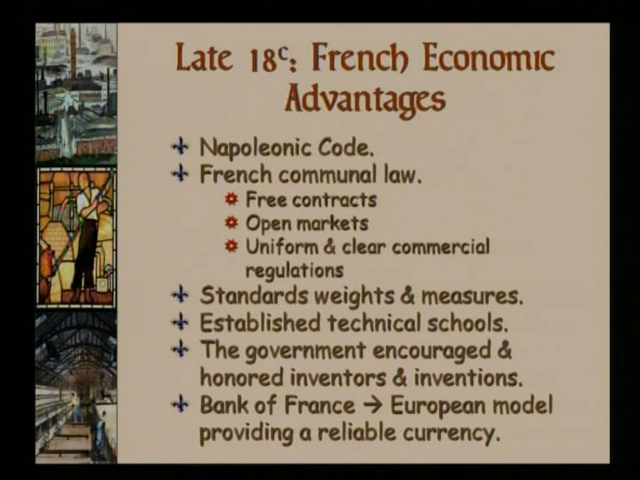 Late 18c: French Economic
Advantages
Napoleonic Code.
French communal law.
Free contracts
Open markets
Uniform & clear commercial
regulations
Standards weights & measures.
Established technical schools.
The government encouraged &
honored inventors & inventions.
Bank of France → European model
providing a reliable currency.